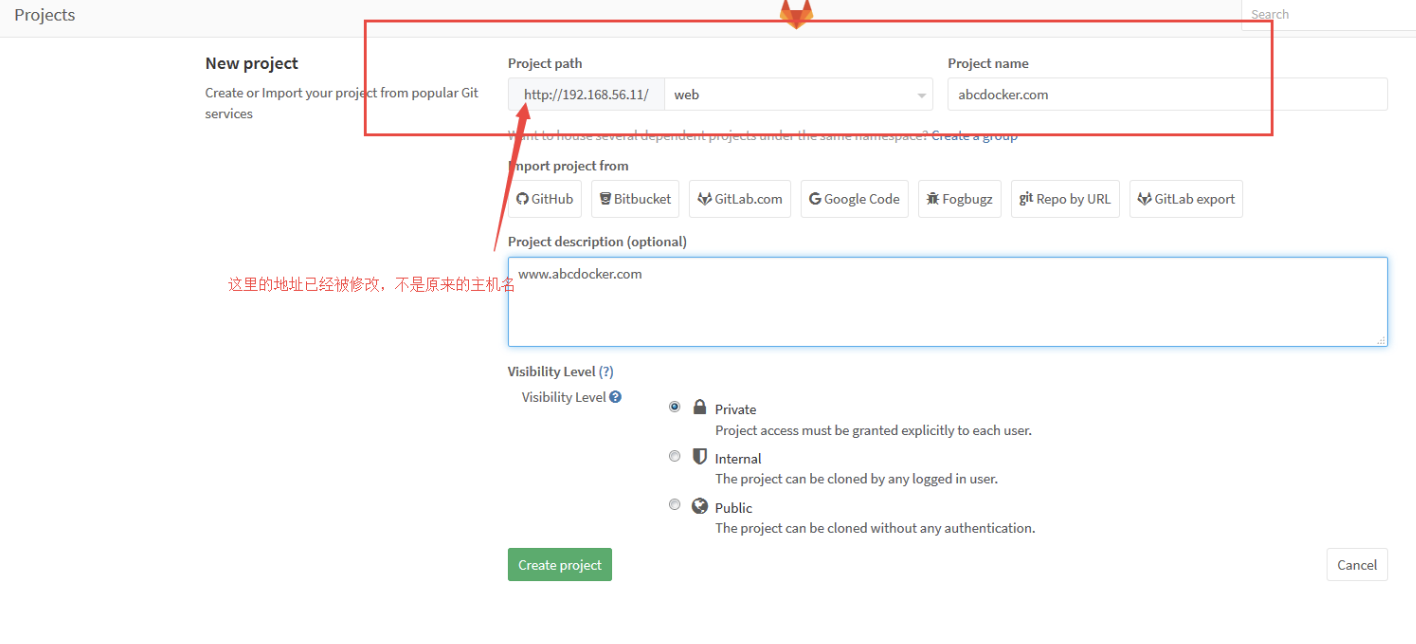 Projects
Search
New project
Create or Import your project from popular Git
services
Project path
Project name
http://192.168.56.11/
web
abcdocker.com
Want to house several dependent projects under the same namespace? Create a group
Import project from
GitHub
Bitbucket
GitLab.com
Google Code
Fogbugz
git Repo by URL
GitLab export
Project description (optional)
www.abcdocker.com
这里的地址已经被修改，不是原来的主机名
Visibility Level (?)
Visibility Level ?
Private
Project access must be granted explicitly to each user.
Internal
The project can be cloned by any logged in user.
Public
The project can be cloned without any authentication.
Create project
Cancel